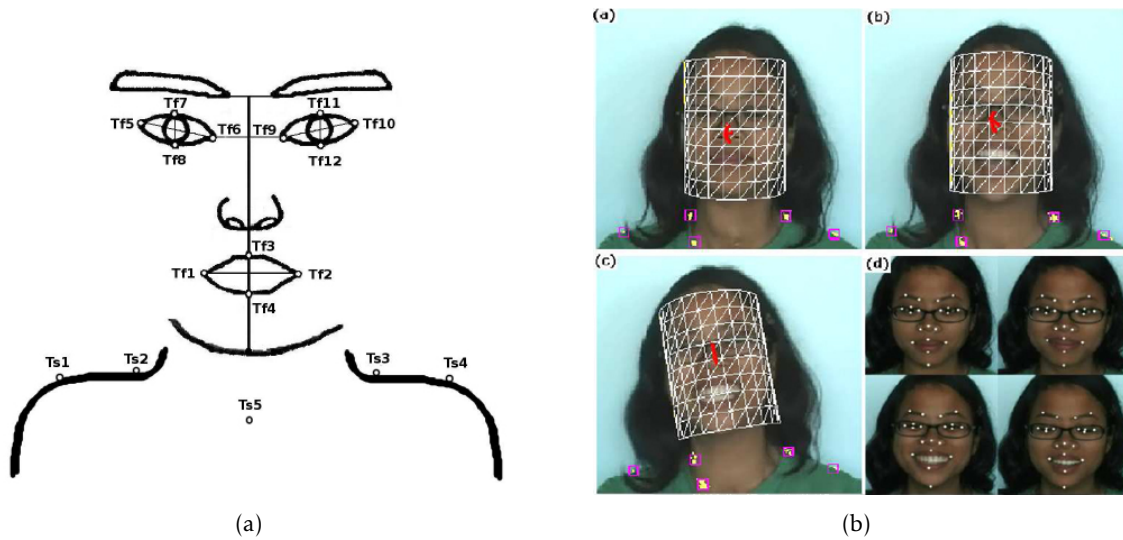 (a)
(b)
Tf7
Tf11
Tf5
Tf6
Tf9
Tf10
Tf8
Tf12
Tf3
Tf1
Tf2
Tf4
(c)
(d)
Ts1
Ts2
Ts3
Ts4
Ts5
(a)
(b)